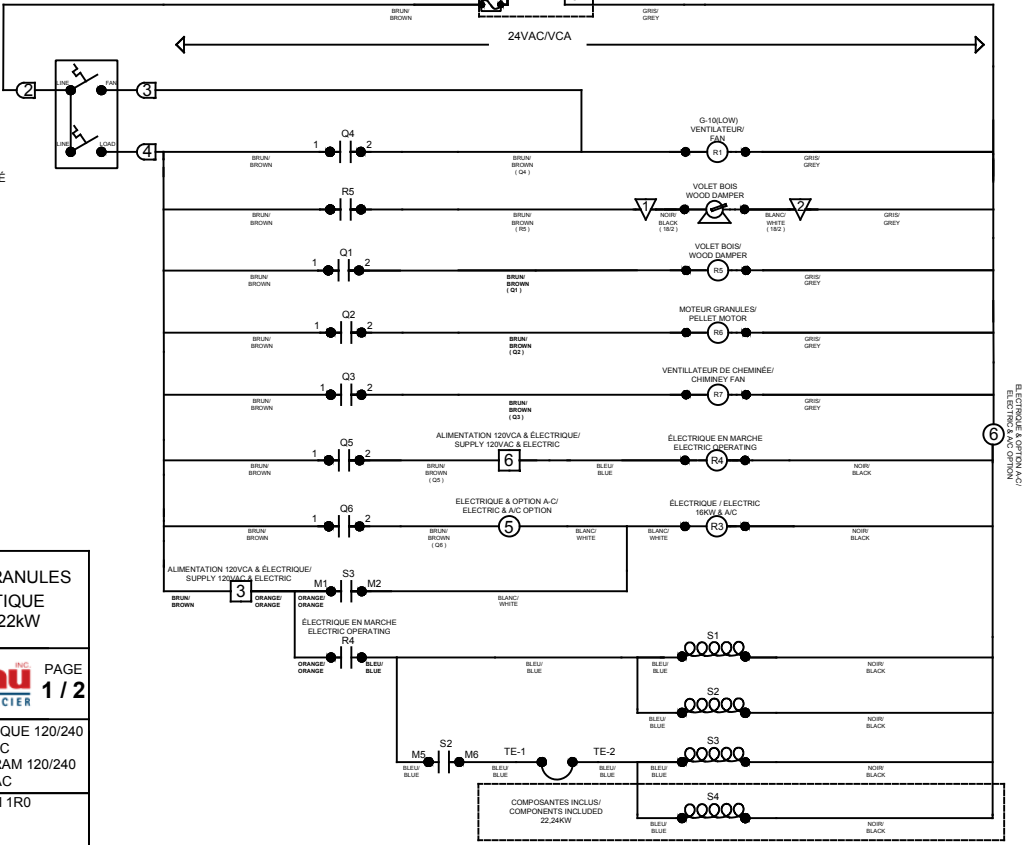 BRUN/
BROWN
GRIS/
GREY
24VAC/VCA
2
LINE
FAN
3
LINE
LOAD
4
É
BRUN/
BROWN
1
Q4
2
BRUN/
BROWN
( Q4 )
G-10(LOW)
VENTILATEUR/
FAN
R1
GRIS/
GREY
BRUN/
BROWN
R5
BRUN/
BROWN
( R5 )
1
NOIR/
BLACK
( 18/2 )
VOLET BOIS
WOOD DAMPER
BLANC/
WHITE
( 18/2 )
2
GRIS/
GREY
BRUN/
BROWN
1
Q1
2
BRUN/
BROWN
( Q1 )
VOLET BOIS/
WOOD DAMPER
R5
GRIS/
GREY
BRUN/
BROWN
1
Q2
2
BRUN/
BROWN
( Q2 )
MOTEUR GRANULES/
PELLET MOTOR
R6
GRIS/
GREY
BRUN/
BROWN
1
Q3
2
BRUN/
BROWN
( Q3 )
VENTILLATEUR DE CHEMINÉE/
CHIMINEY FAN
R7
GRIS/
GREY
BRUN/
BROWN
1
Q5
2
BRUN/
BROWN
( Q5 )
ALIMENTATION 120VCA & ÉLECTRIQUE/
SUPPLY 120VAC & ELECTRIC
6
BLEU/
BLUE
ÉLECTRIQUE EN MARCHE
ELECTRIC OPERATING
R4
NOIR/
BLACK
6
ELECTRIQUE & OPTION A-C/
ELECTRIC & A/C OPTION
BRUN/
BROWN
1
Q6
2
BRUN/
BROWN
( Q6 )
ELECTRIQUE & OPTION A-C/
ELECTRIC & A/C OPTION
5
BLANC/
WHITE
BLANC/
WHITE
ÉLECTRIQUE / ELECTRIC
16KW & A/C
R3
NOIR/
BLACK
ALIMENTATION 120VCA & ÉLECTRIQUE/
SUPPLY 120VAC & ELECTRIC
BRUN/
BROWN
3
ORANGE/
ORANGE
ORANGE/
ORANGE
M1
S3
M2
BLANC/
WHITE
ÉLECTRIQUE EN MARCHE
ELECTRIC OPERATING
R4
ORANGE/
ORANGE
BLEU/
BLUE
BLEU/
BLUE
BLEU/
BLUE
S1
NOIR/
BLACK
BLEU/
BLUE
S2
NOIR/
BLACK
BLEU/
BLUE
M5
S2
M6
BLEU/
BLUE
TE-1
TE-2
BLEU/
BLUE
BLEU/
BLUE
S3
NOIR/
BLACK
COMPOSANTES INCLUS/
COMPONENTS INCLUDED
22,24KW
BLEU/
BLUE
S4
NOIR/
BLACK
RANULES
TIQUE
22kW
INC.
CIER
PAGE
1 / 2
QUE 120/240
C
RAM 120/240
AC
1R0